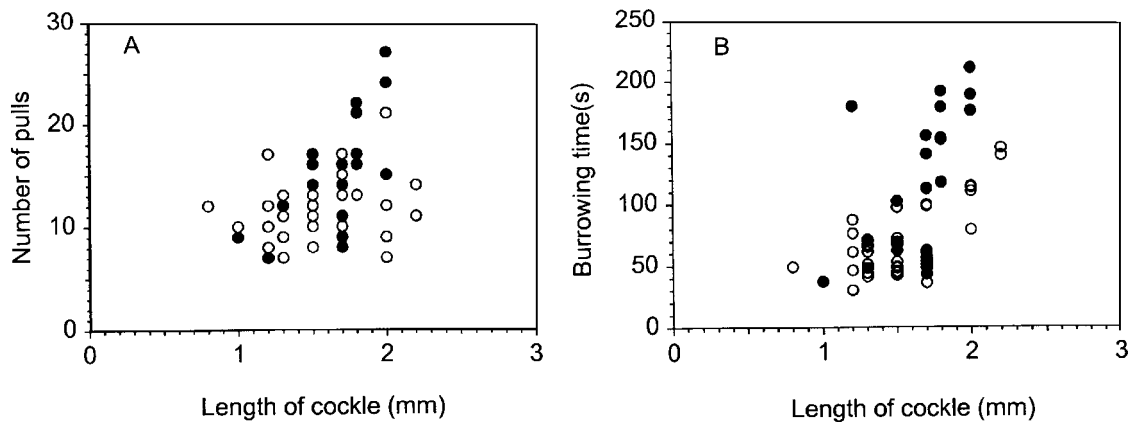 30
20
10
0
A
Number of pulls
0 1 2 3
Length of cockle (mm)
250
200
150
100
50
0
B
Burrowing time(s)
0 1 2 3
Length of cockle (mm)